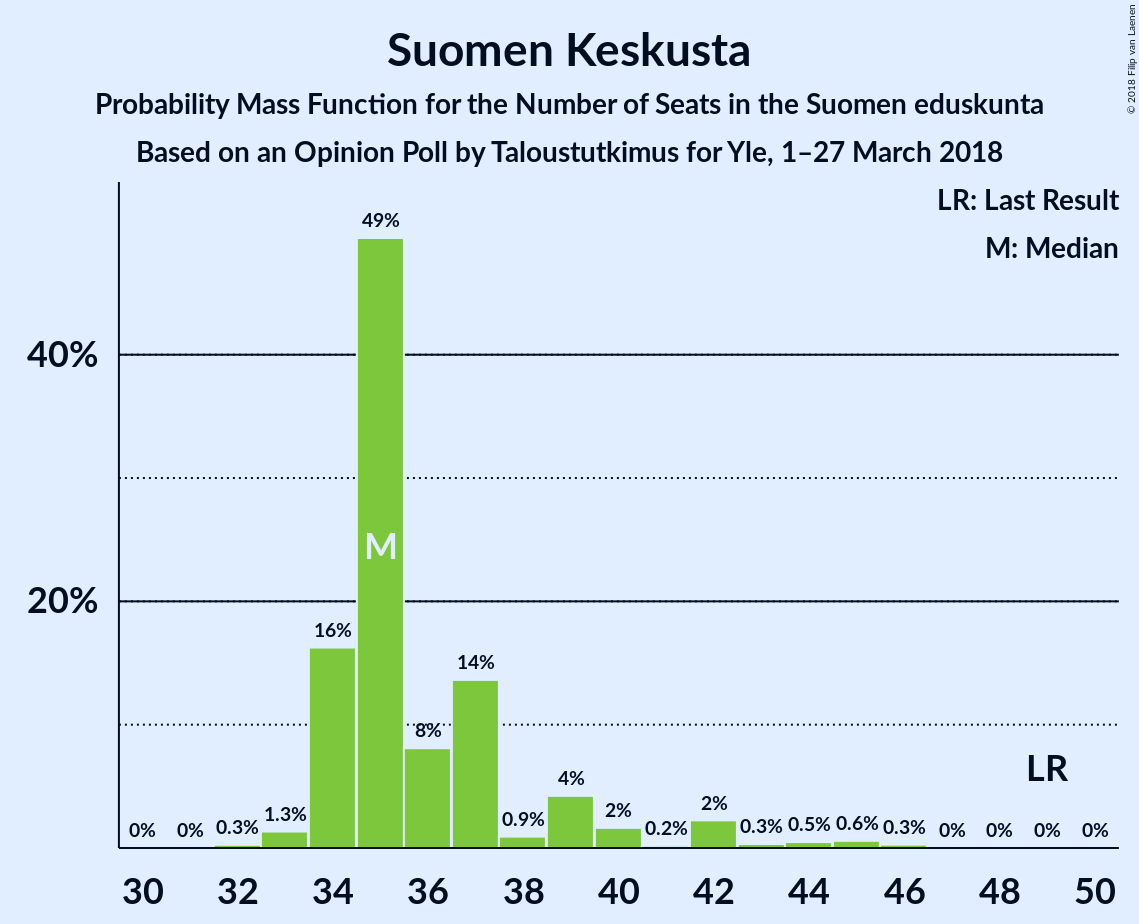 Suomen Keskusta
Probability Mass Function for the Number of Seats in the Suomen eduskunta
Based on an Opinion Poll by Taloustutkimus for Yle, 1–27 March 2018
© 2018 Filip van Laenen
LR: Last Result
M: Median
40%
20%
0%
0%
0.3%
1.3%
16%
49%
M
8%
14%
0.9%
4%
2%
0.2%
2%
0.3%
0.5%
0.6%
0.3%
0%
0%
LR
0%
0%
30 32 34 36 38 40 42 44 46 48 50